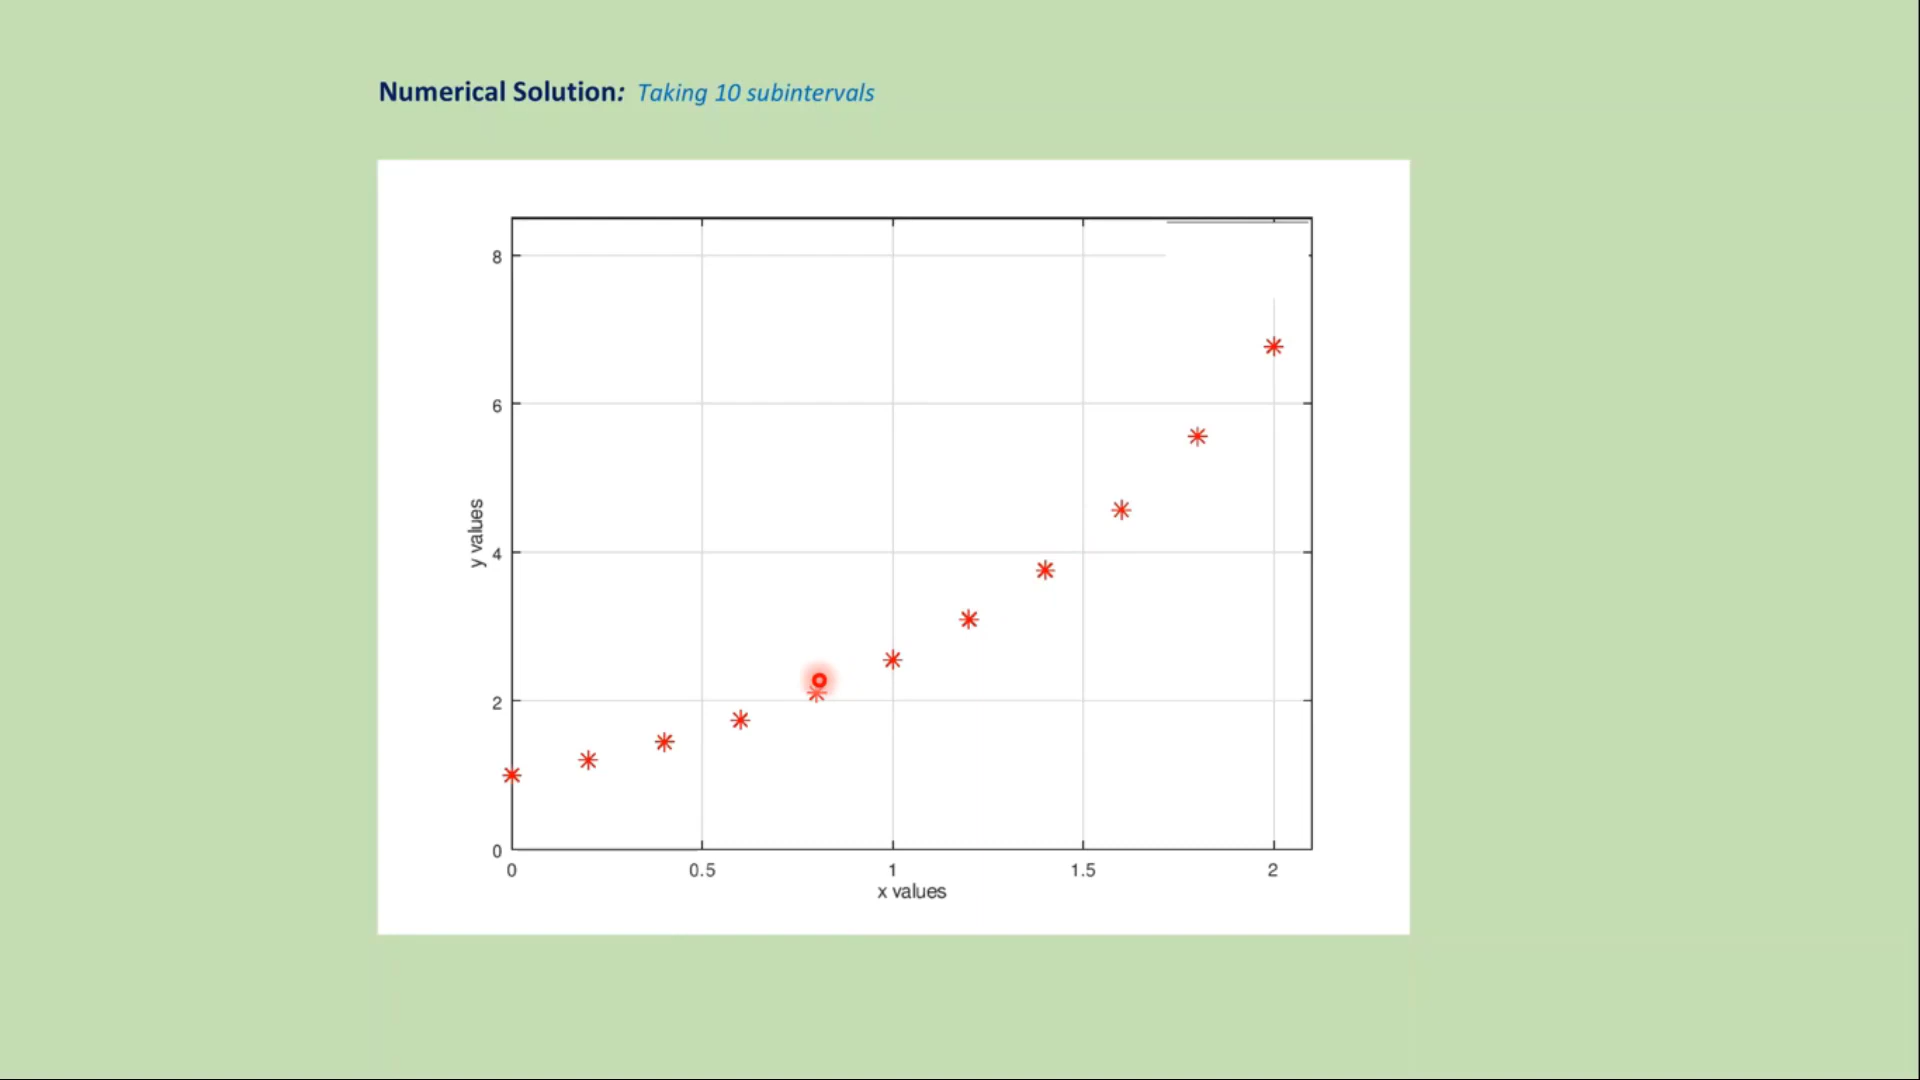 Numerical Solution: Taking 10 subintervals
8
6
4
2
0
y values
0 0.5 1 1.5 2
x values